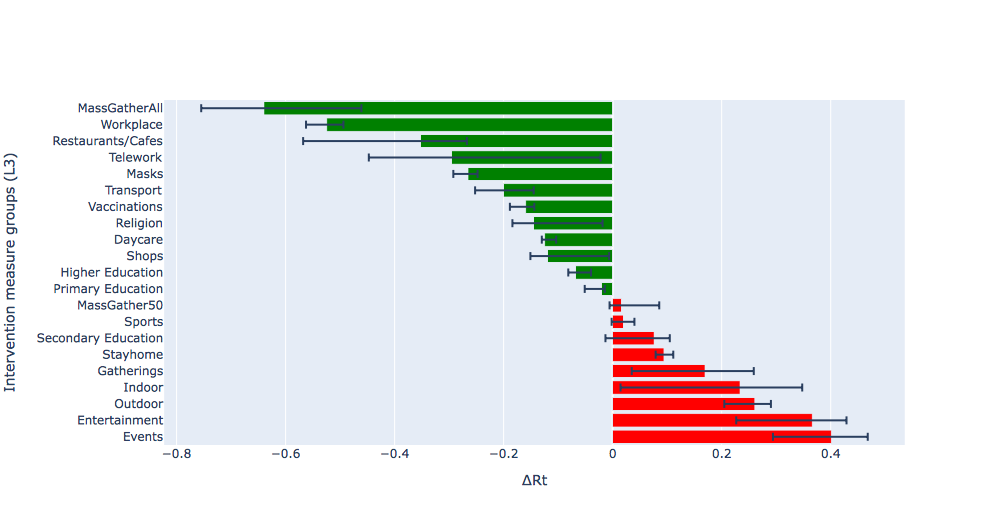 Intervention measure groups (L3)
MassGatherAll
Workplace
Restaurants/Cafes
Telework
Masks
Transport
Vaccinations
Religion
Daycare
Shops
Higher Education
Primary Education
MassGather50
Sports
Secondary Education
Stayhome
Gatherings
Indoor
Outdoor
Entertainment
Events
−0.8 −0.6 −0.4 −0.2 0 0.2 0.4
ΔRt